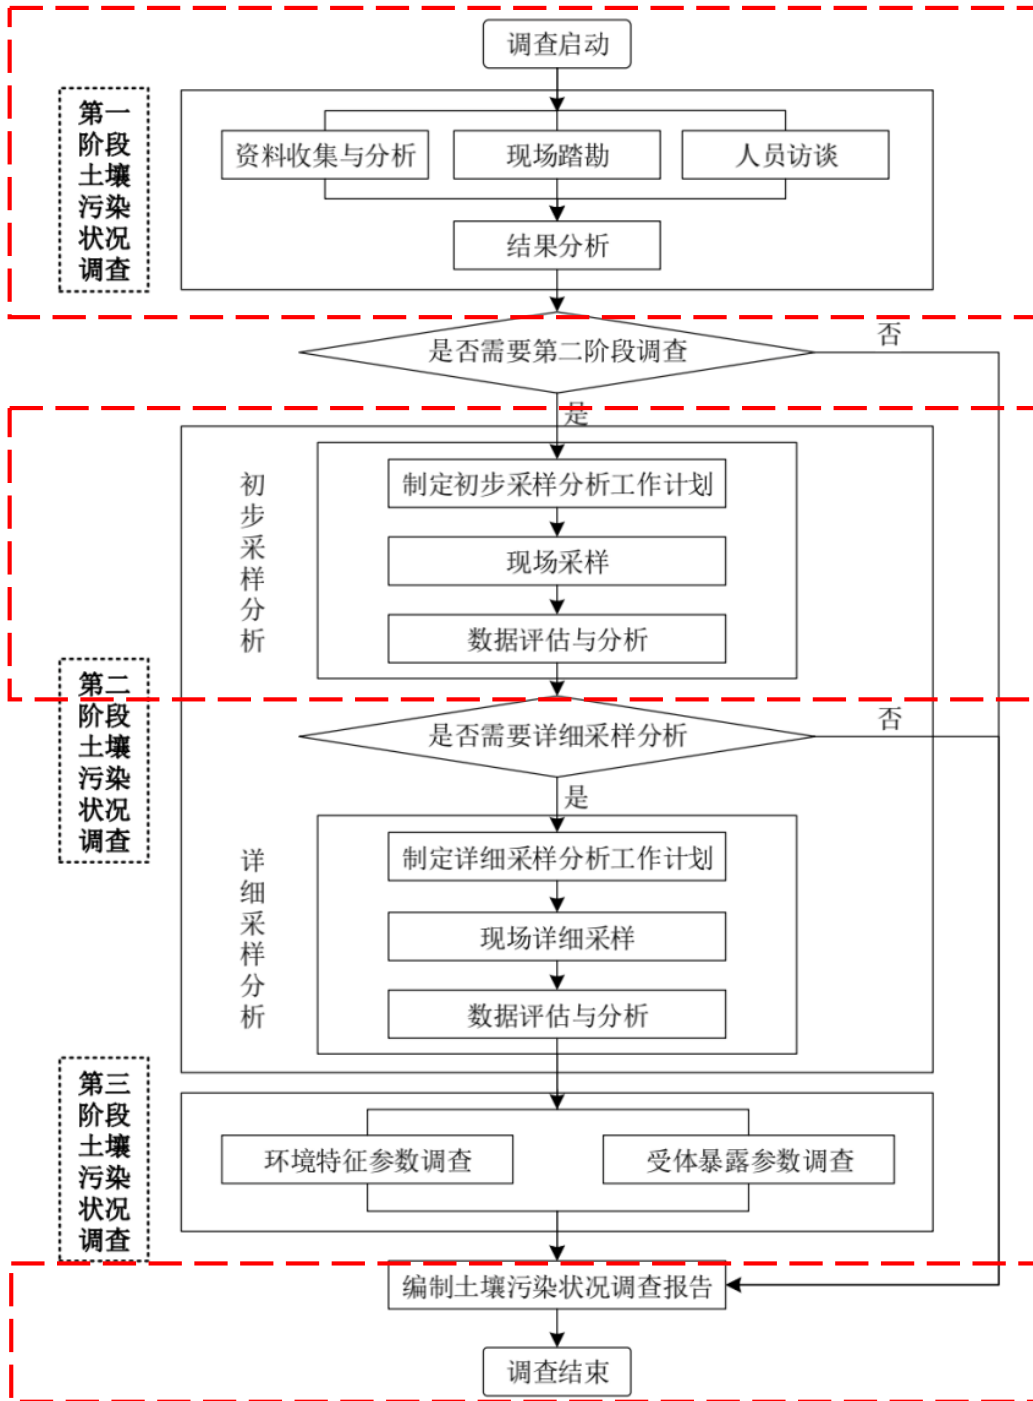 调查启动
第一
阶段
土壤
污染
状况
调查
资料收集与分析
现场踏勘
人员访谈
结果分析
是否需要第二阶段调查
否
是
初
步
采
样
分
析
制定初步采样分析工作计划
现场采样
数据评估与分析
第二
阶段
土壤
污染
状况
调查
是否需要详细采样分析
否
是
详
细
采
样
分
析
制定详细采样分析工作计划
现场详细采样
数据评估与分析
第三
阶段
土壤
污染
状况
调查
环境特征参数调查
受体暴露参数调查
编制土壤污染状况调查报告
调查结束